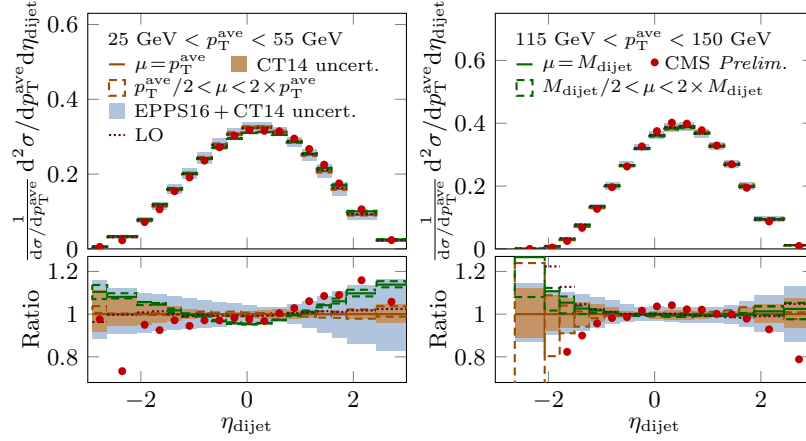 25 GeV < p_T^ave < 55 GeV
μ = p_T^ave CT14 uncert.
p_T^ave/2 < μ < 2 × p_T^ave
EPPS16 + CT14 uncert.
LO
1/(dσ/dp_T^ave) d²σ/dp_T^ave dη_dijet
0.6
0.4
0.2
0
Ratio
1.2
1
0.8
−2 0 2
η_dijet
115 GeV < p_T^ave < 150 GeV
μ = M_dijet CMS Prelim.
M_dijet/2 < μ < 2 × M_dijet
1/(dσ/dp_T^ave) d²σ/dp_T^ave dη_dijet
0.4
0.2
0
Ratio
1.2
1
0.8
−2 0 2
η_dijet